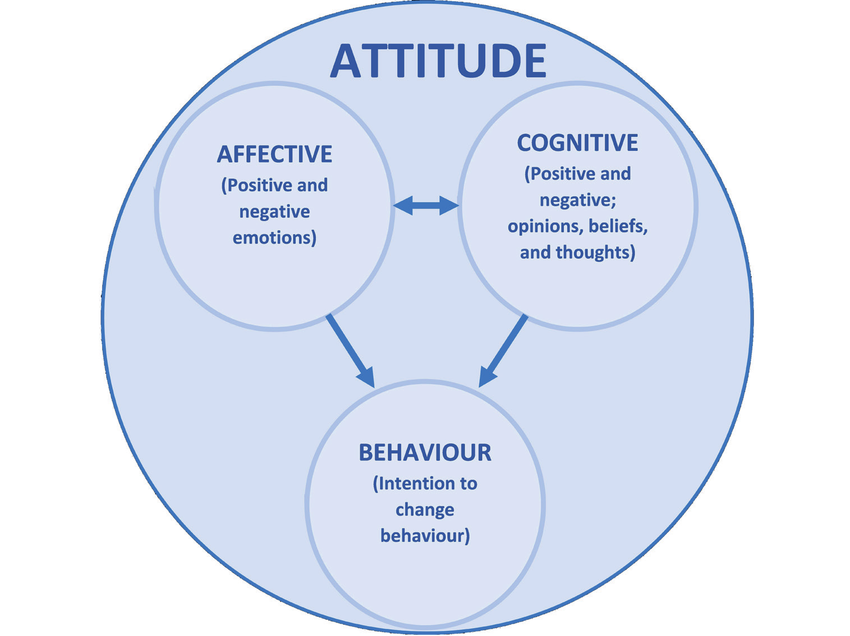 ATTITUDE
AFFECTIVE
(Positive and
negative
emotions)
COGNITIVE
(Positive and
negative;
opinions, beliefs,
and thoughts)
BEHAVIOUR
(Intention to
change
behaviour)